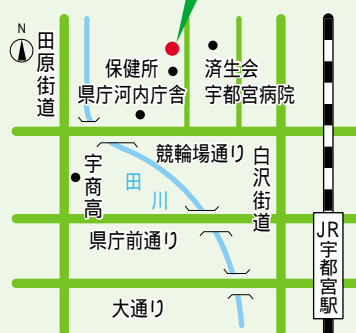 N
田原街道
保健所
県庁河内庁舎
済生会
宇都宮病院
競輪場通り
宇商高
田川
白沢街道
県庁前通り
JR宇都宮駅
大通り